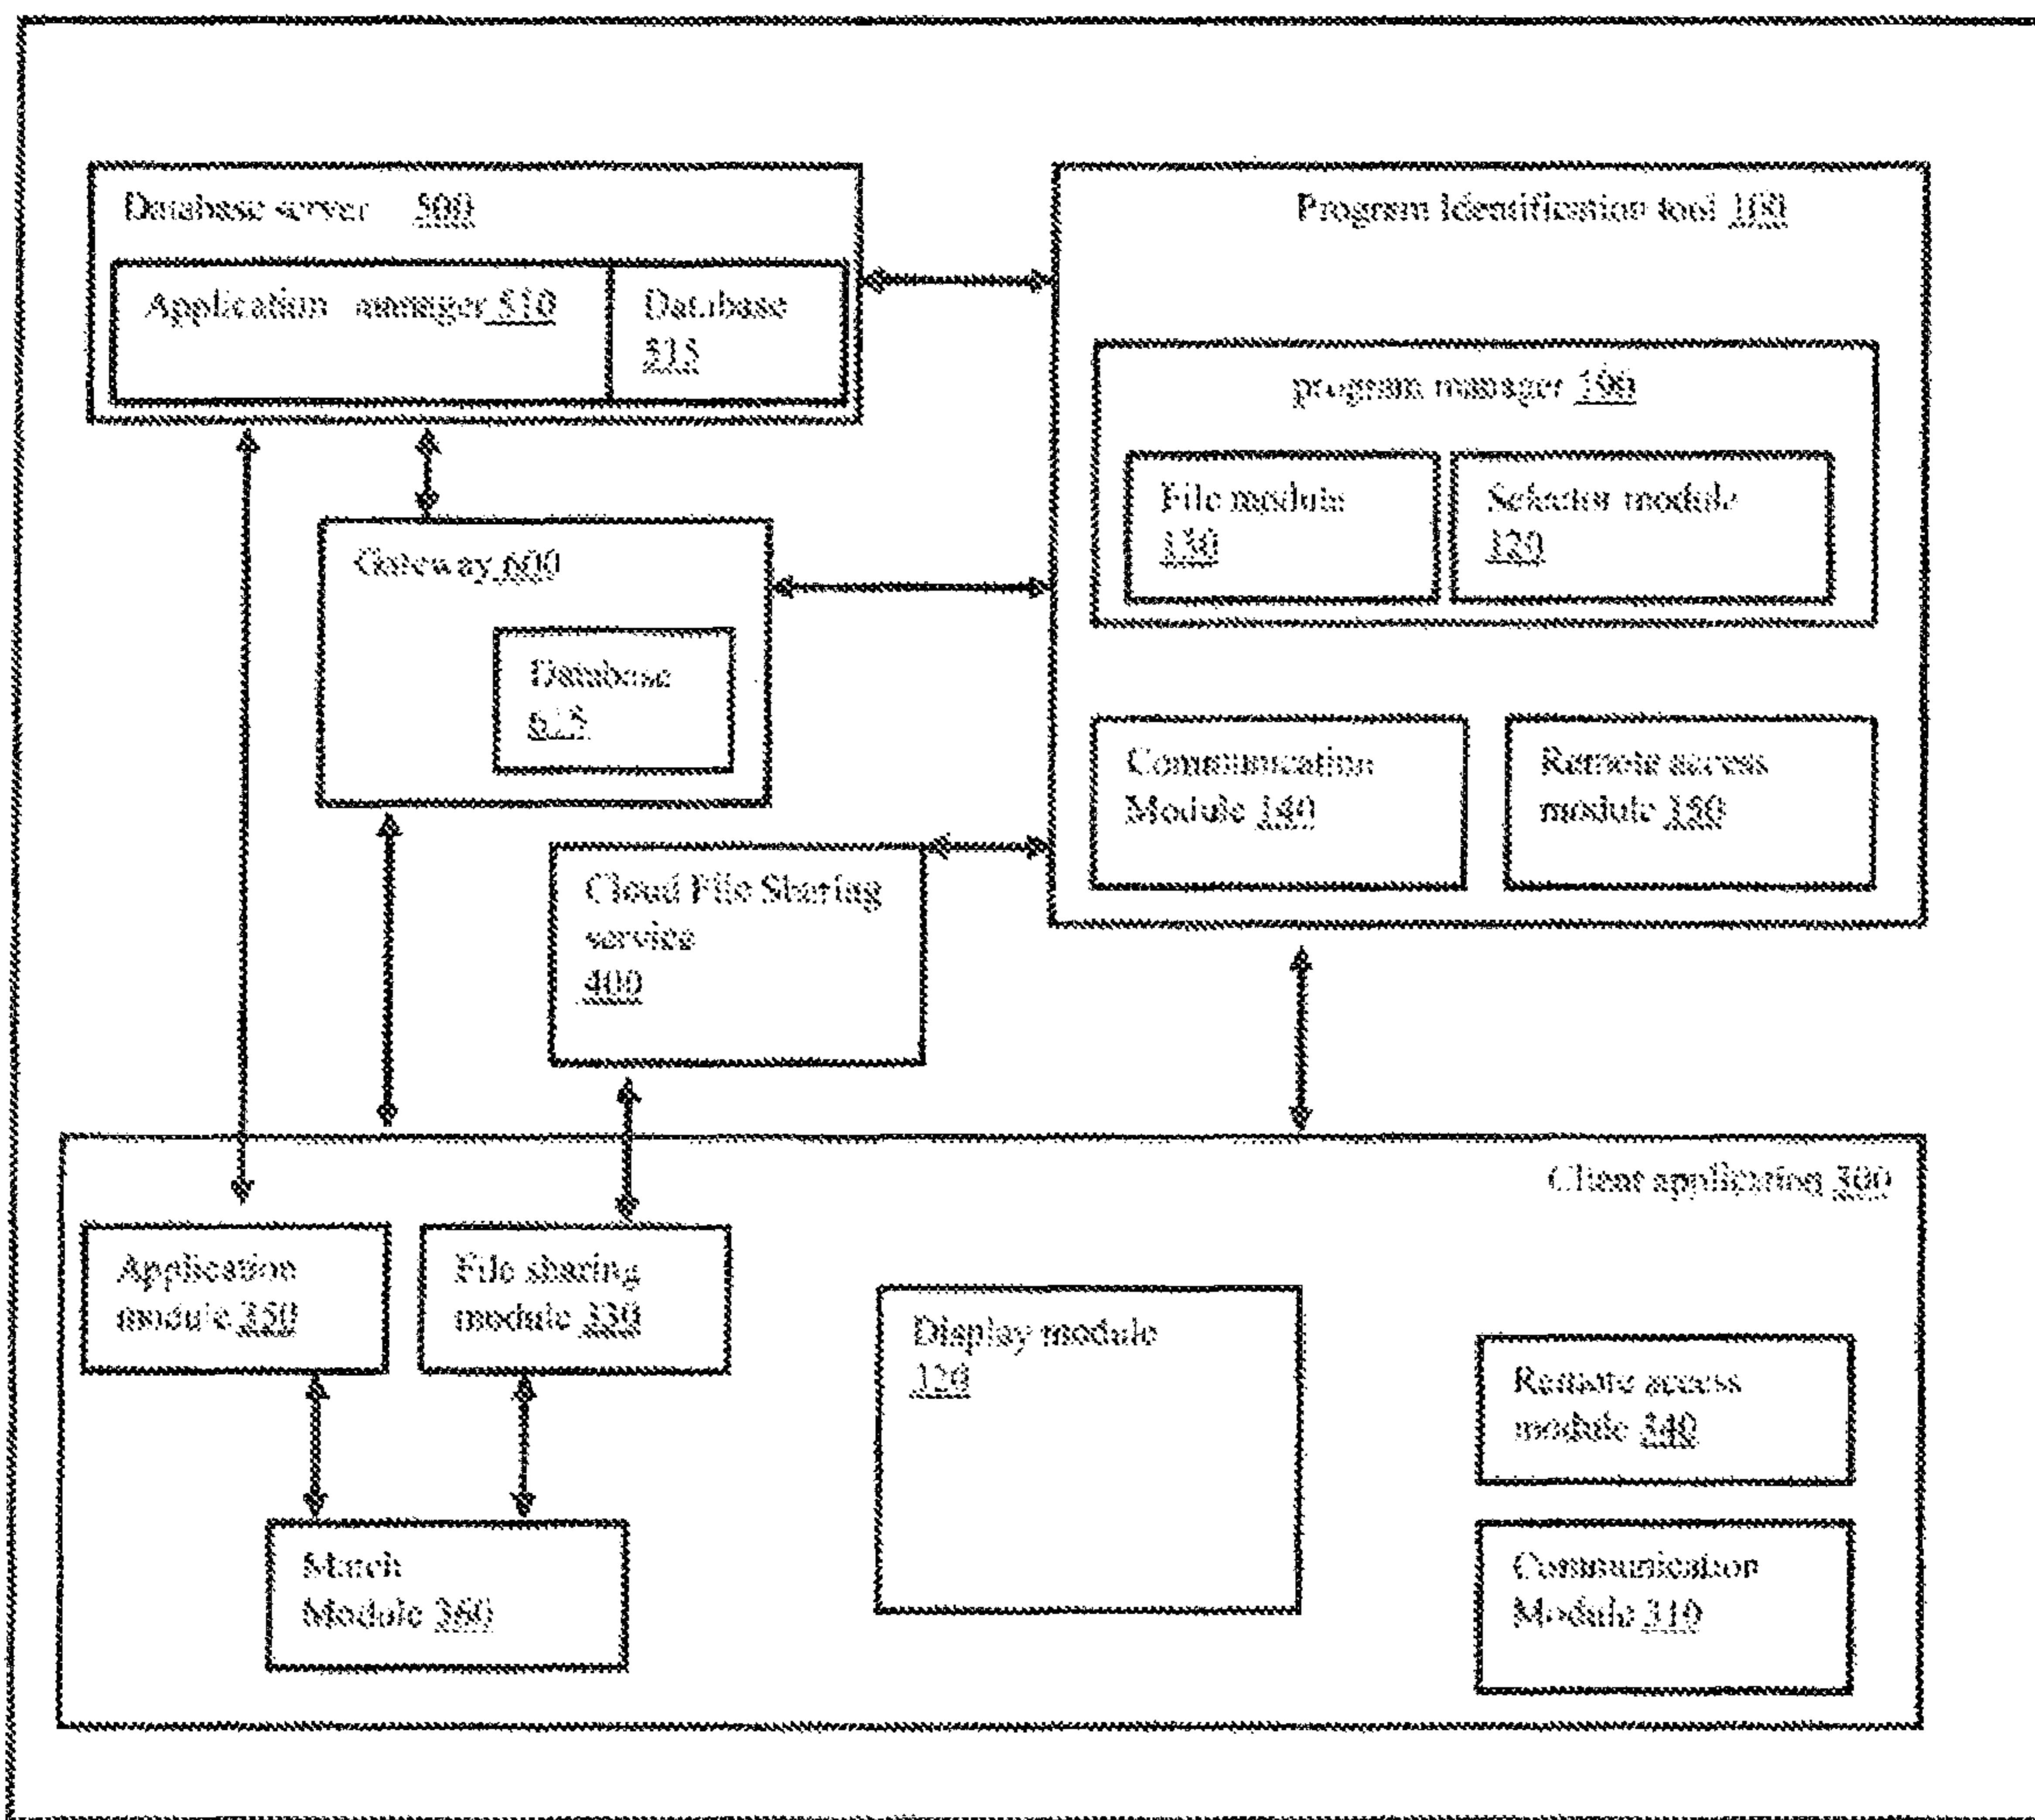 Database server 500
Application manager 510
Database
515
Program Identification tool 100
program manager 100
File module
130
Selector module
120
Gateway 600
Database
615
Communication
Module 140
Remote access
module 150
Cloud File Sharing
service
400
Client application 300
Application
module 350
File sharing
module 330
Display module
320
Remote access
module 340
Match
Module 360
Communication
Module 310